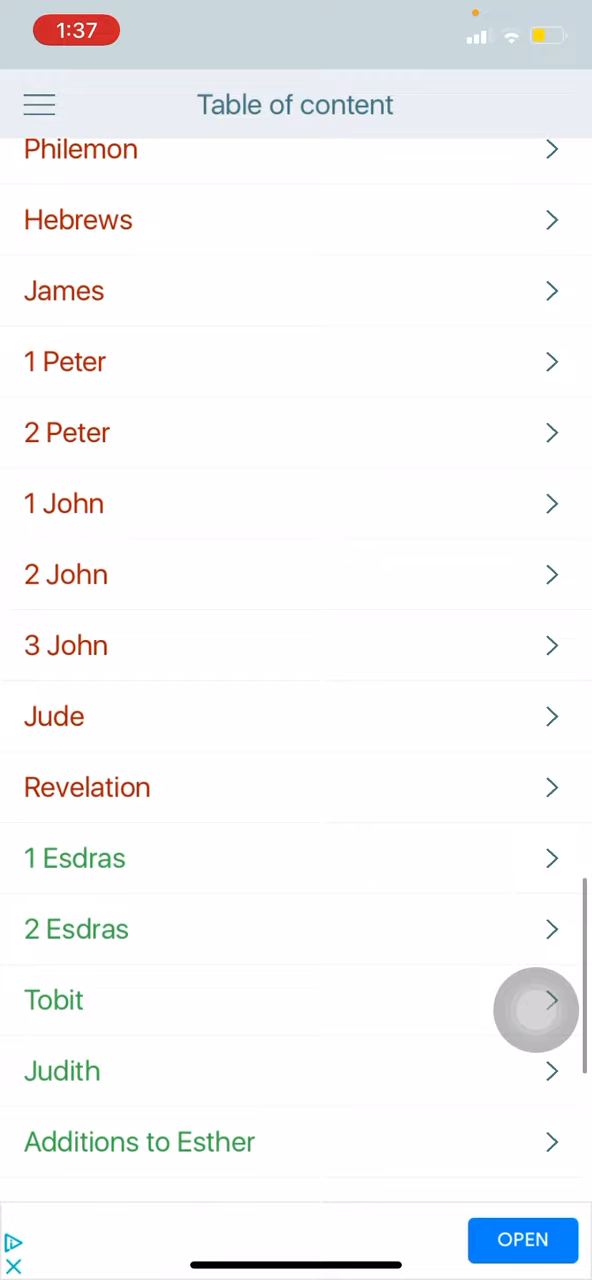 1:37
Table of content
Philemon
Hebrews
James
1 Peter
2 Peter
1 John
2 John
3 John
Jude
Revelation
1 Esdras
2 Esdras
Tobit
Judith
Additions to Esther
OPEN